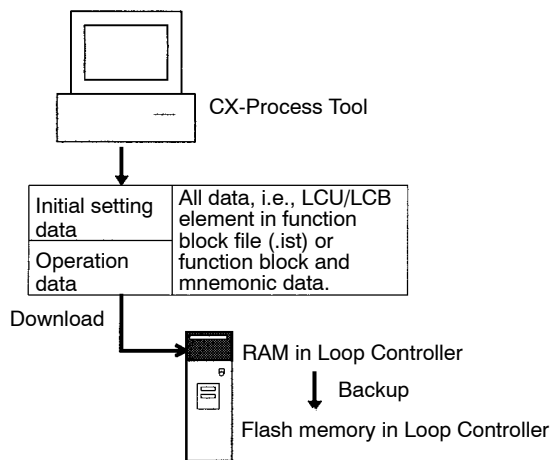 CX-Process Tool
Initial setting
data
Operation
data
All data, i.e., LCU/LCB
element in function
block file (.ist) or
function block and
mnemonic data.
Download
RAM in Loop Controller
Backup
Flash memory in Loop Controller